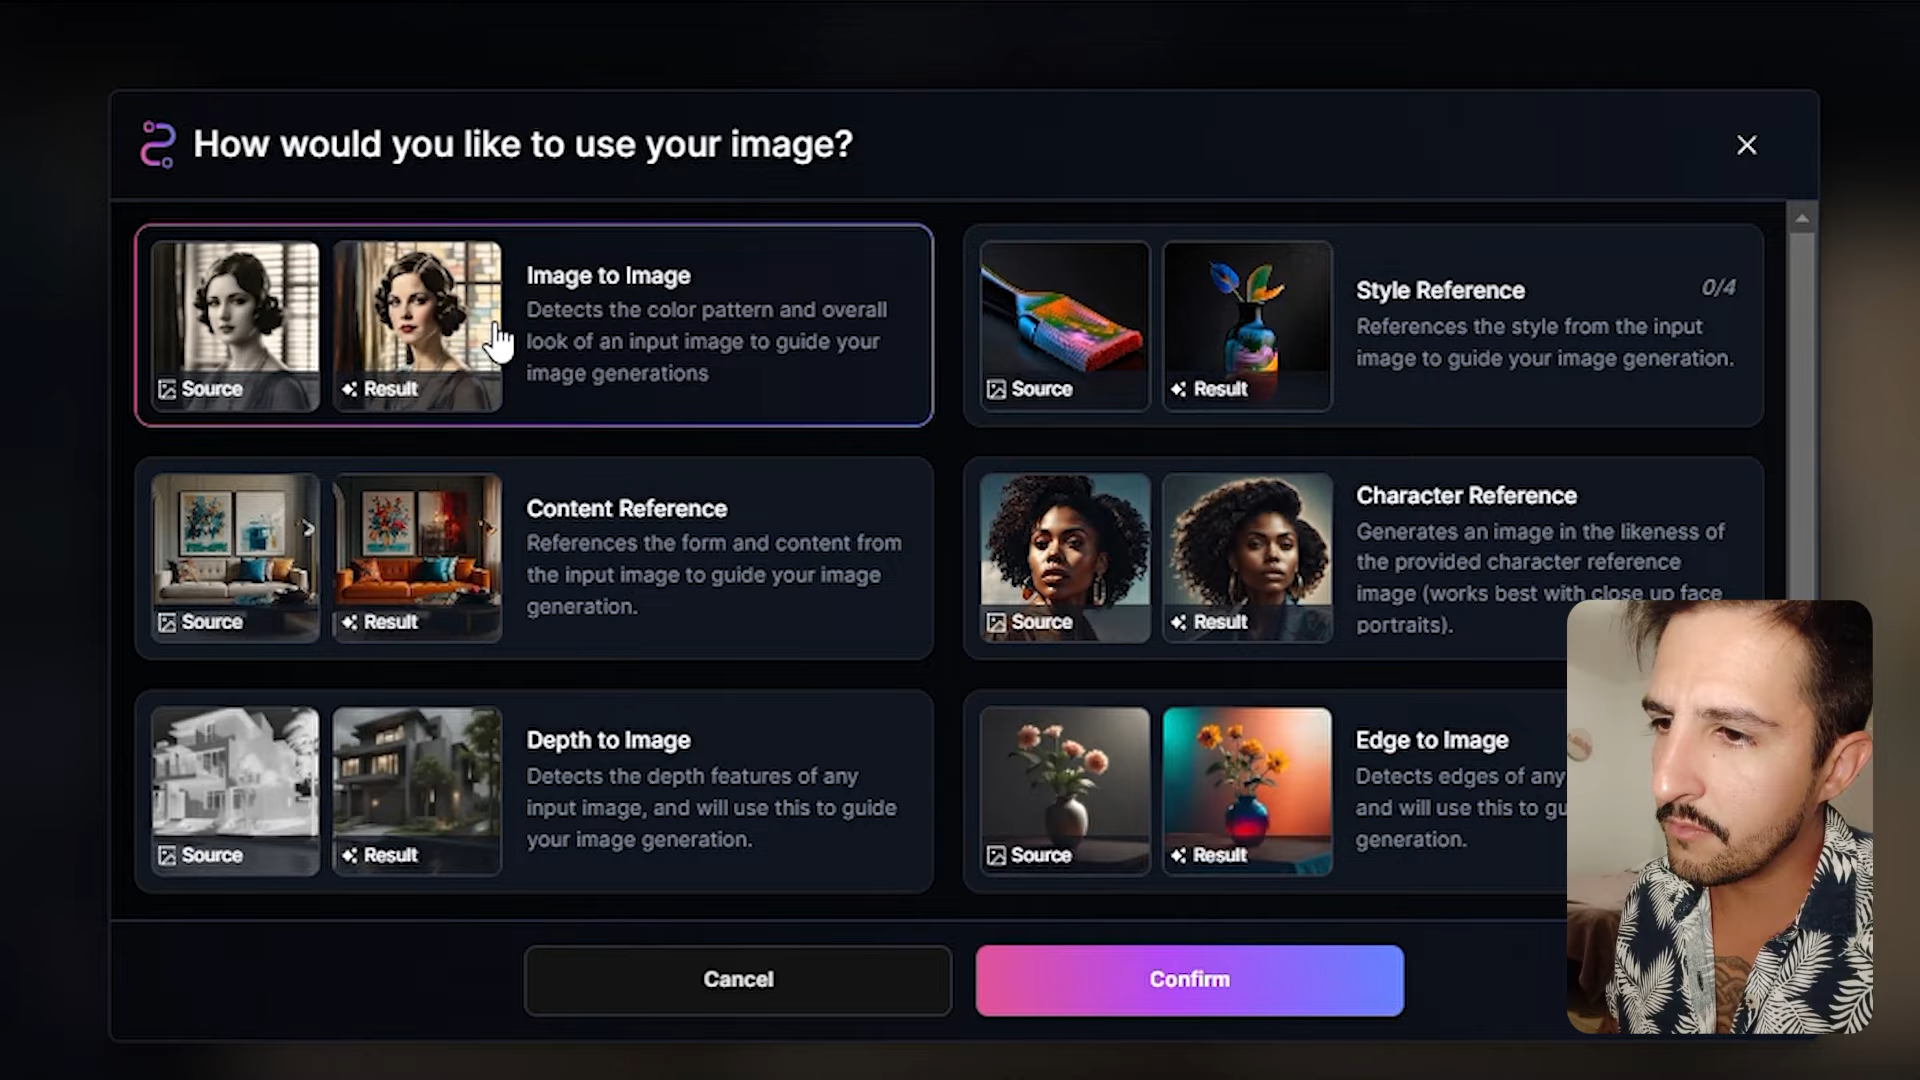 How would you like to use your image?
Image to Image
Detects the color pattern and overall
look of an input image to guide your
image generations
Source
Result
Style Reference
0/4
References the style from the input
image to guide your image generation.
Source
Result
Content Reference
References the form and content from
the input image to guide your image
generation.
Source
Result
Character Reference
Generates an image in the likeness of
the provided character reference
image (works best with close up face
portraits).
Source
Result
Depth to Image
Detects the depth features of any
input image, and will use this to guide
your image generation.
Source
Result
Edge to Image
Detects edges of any
and will use this to gu
generation.
Source
Result
Cancel
Confirm